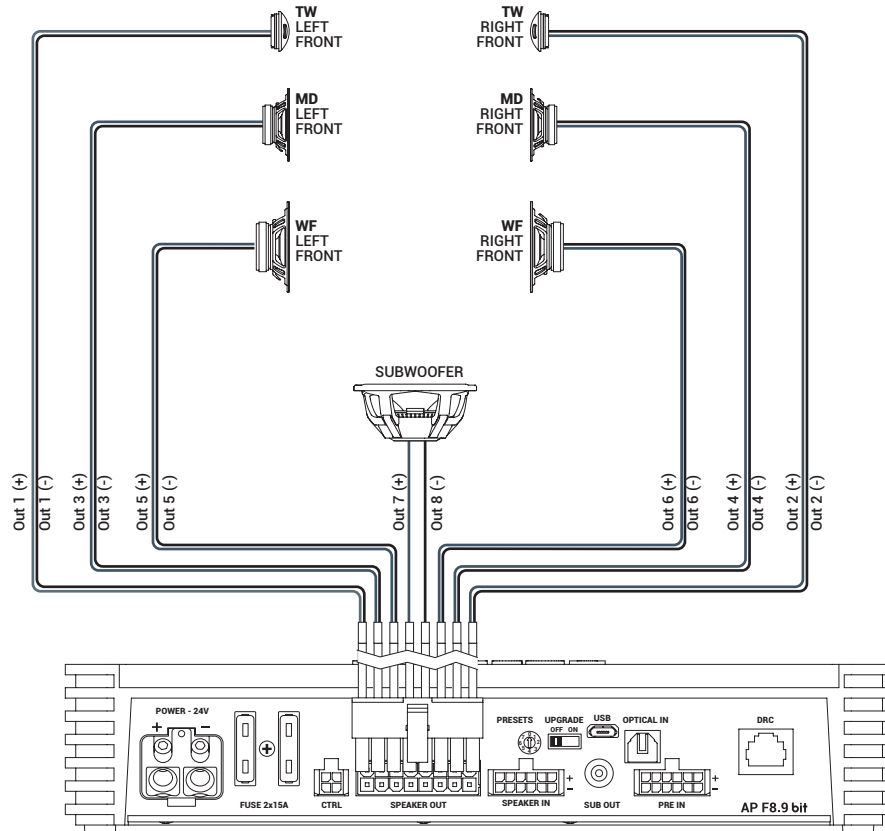 TW
LEFT
FRONT
TW
RIGHT
FRONT
MD
LEFT
FRONT
MD
RIGHT
FRONT
WF
LEFT
FRONT
WF
RIGHT
FRONT
SUBWOOFER
Out 1 (+)
Out 1 (-)
Out 3 (+)
Out 3 (-)
Out 5 (+)
Out 5 (-)
Out 7 (+)
Out 8 (-)
Out 6 (+)
Out 6 (-)
Out 4 (+)
Out 4 (-)
Out 2 (+)
Out 2 (-)
POWER - 24V
+ -
FUSE 2x15A
CTRL
SPEAKER OUT
PRESETS
UPGRADE
OFF ON
USB
OPTICAL IN
DRC
SPEAKER IN
+
-
SUB OUT
PRE IN
+
-
AP F8.9 bit